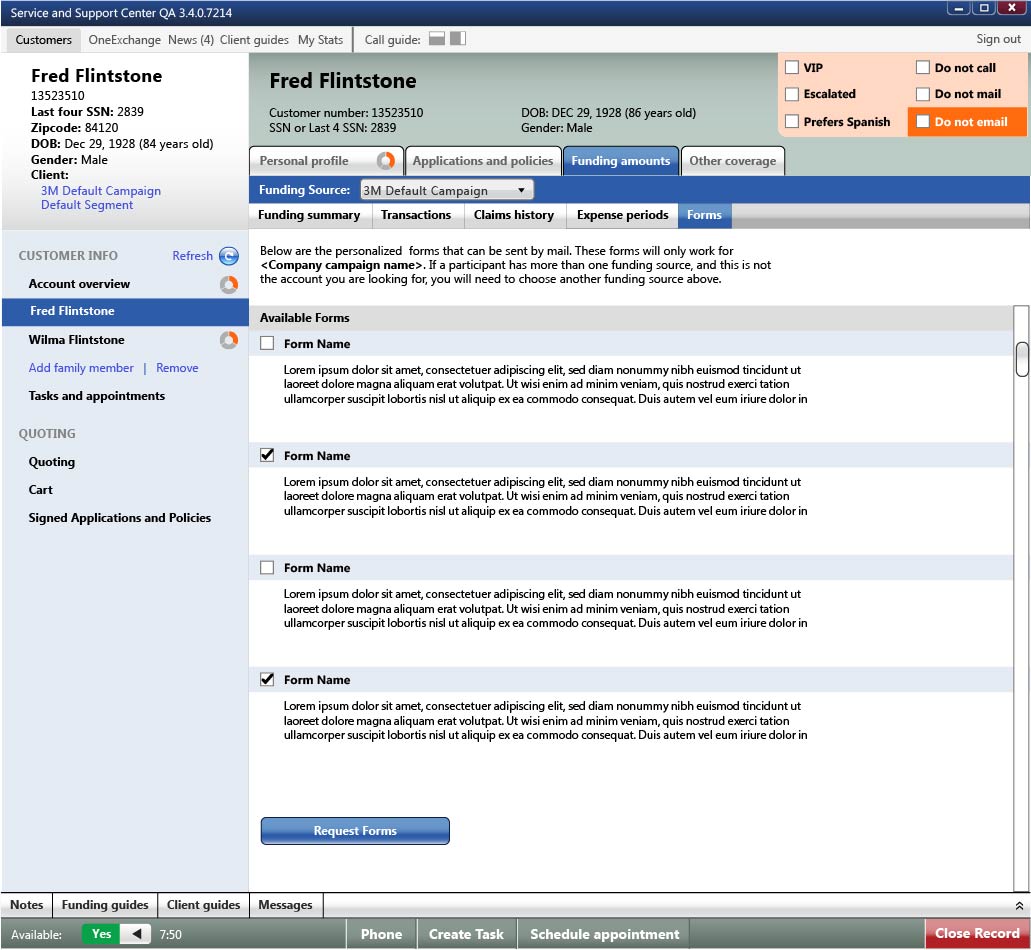 Service and Support Center QA 3.4.0.7214
Customers OneExchange News (4) Client guides My Stats Call guide: Sign out
Fred Flintstone
13523510
Last four SSN: 2839
Zipcode: 84120
DOB: Dec 29, 1928 (84 years old)
Gender: Male
Client:
3M Default Campaign
Default Segment
Fred Flintstone
Customer number: 13523510
SSN or Last 4 SSN: 2839
DOB: DEC 29, 1928 (86 years old)
Gender: Male
VIP
Do not call
Escalated
Do not mail
Prefers Spanish
Do not email
Personal profile Applications and policies Funding amounts Other coverage
Funding Source: 3M Default Campaign
Funding summary Transactions Claims history Expense periods Forms
CUSTOMER INFO Refresh
Account overview
Fred Flintstone
Wilma Flintstone
Add family member | Remove
Tasks and appointments
QUOTING
Quoting
Cart
Signed Applications and Policies
Below are the personalized forms that can be sent by mail. These forms will only work for
<Company campaign name>. If a participant has more than one funding source, and this is not
the account you are looking for, you will need to choose another funding source above.
Available Forms
Form Name
Lorem ipsum dolor sit amet, consectetuer adipiscing elit, sed diam nonummy nibh euismod tincidunt ut
laoreet dolore magna aliquam erat volutpat. Ut wisi enim ad minim veniam, quis nostrud exerci tation
ullamcorper suscipit lobortis nisl ut aliquip ex ea commodo consequat. Duis autem vel eum iriure dolor in
Form Name
Lorem ipsum dolor sit amet, consectetuer adipiscing elit, sed diam nonummy nibh euismod tincidunt ut
laoreet dolore magna aliquam erat volutpat. Ut wisi enim ad minim veniam, quis nostrud exerci tation
ullamcorper suscipit lobortis nisl ut aliquip ex ea commodo consequat. Duis autem vel eum iriure dolor in
Form Name
Lorem ipsum dolor sit amet, consectetuer adipiscing elit, sed diam nonummy nibh euismod tincidunt ut
laoreet dolore magna aliquam erat volutpat. Ut wisi enim ad minim veniam, quis nostrud exerci tation
ullamcorper suscipit lobortis nisl ut aliquip ex ea commodo consequat. Duis autem vel eum iriure dolor in
Form Name
Lorem ipsum dolor sit amet, consectetuer adipiscing elit, sed diam nonummy nibh euismod tincidunt ut
laoreet dolore magna aliquam erat volutpat. Ut wisi enim ad minim veniam, quis nostrud exerci tation
ullamcorper suscipit lobortis nisl ut aliquip ex ea commodo consequat. Duis autem vel eum iriure dolor in
Request Forms
Notes Funding guides Client guides Messages
Available: Yes 7:50 Phone Create Task Schedule appointment Close Record